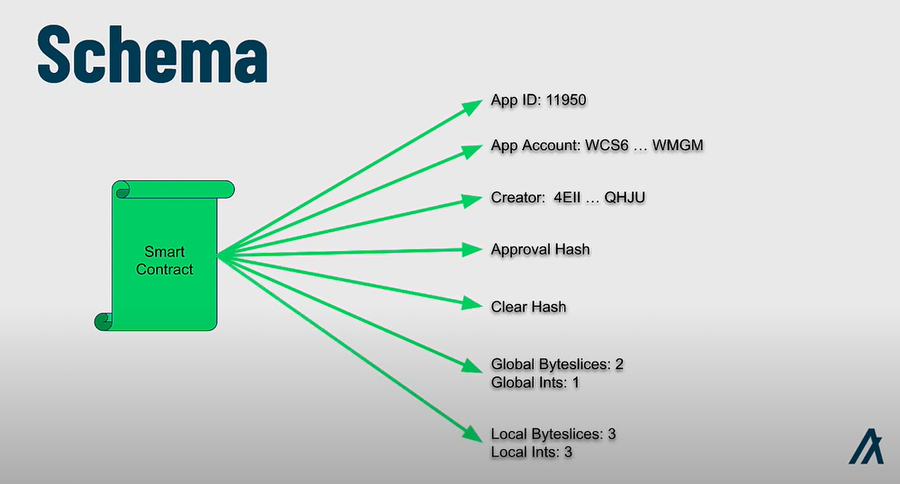 Schema
App ID: 11950
App Account: WCS6 … WMGM
Creator: 4EII … QHJU
Smart
Contract
Approval Hash
Clear Hash
Global Byteslices: 2
Global Ints: 1
Local Byteslices: 3
Local Ints: 3